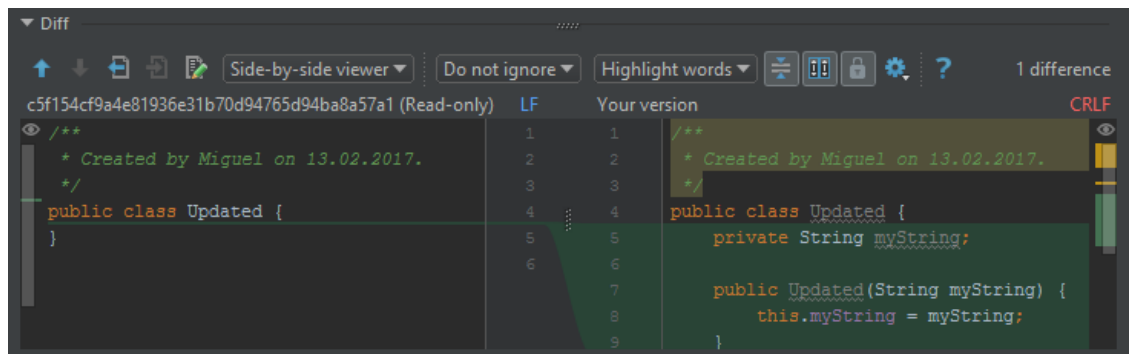 Diff
Side-by-side viewer Do not ignore Highlight words ? 1 difference
c5f154cf9a4e81936e31b70d94765d94ba8a57a1 (Read-only) LF Your version CRLF
/** 1 1 /**
* Created by Miguel on 13.02.2017. 2 2 * Created by Miguel on 13.02.2017.
*/ 3 3 */
public class Updated { 4 4 public class Updated {
} 5 5 private String myString;
6 6
7 public Updated(String myString) {
8 this.myString = myString;
9 }